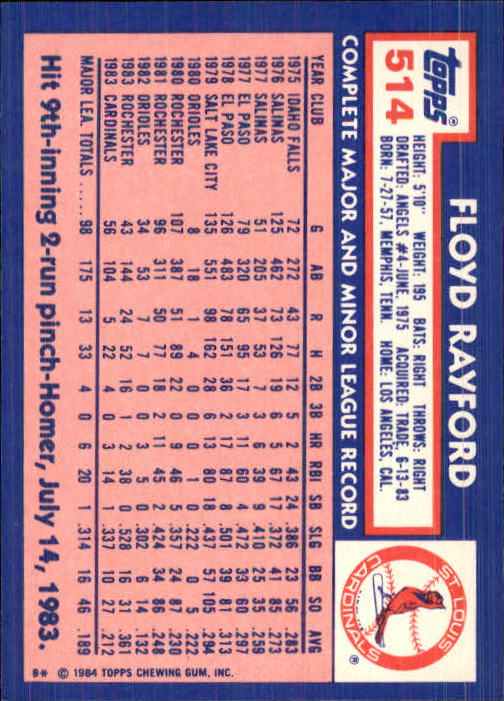 topps®
514
FLOYD RAYFORD
HEIGHT: 5'10" WEIGHT: 195 BATS: RIGHT THROWS: RIGHT
DRAFTED: ANGELS #4-JUNE, 1975 ACQUIRED: TRADE 6-13-83
BORN: 7-27-57, MEMPHIS, TENN. HOME: LOS ANGELES, CAL.
ST. LOUIS CARDINALS ®
COMPLETE MAJOR AND MINOR LEAGUE RECORD
YEAR CLUB G AB R H 2B 3B HR RBI SB SLG BB SO AVG
1975 IDAHO FALLS 72 272 43 77 12 5 2 43 24 .386 23 56 .283
1976 SALINAS 125 462 73 126 19 6 5 67 17 .372 41 85 .273
1977 SALINAS 51 205 37 53 7 3 6 39 9 .410 25 35 .259
1977 EL PASO 79 320 65 95 17 3 11 60 4 .472 33 60 .297
1978 EL PASO 126 483 78 151 36 2 17 87 8 .501 39 81 .313
1979 SALT LAKE CITY 135 551 98 162 28 6 13 80 18 .437 57 105 .294
1980 ORIOLES 8 18 1 4 0 0 0 1 0 .222 0 5 .222
1980 ROCHESTER 107 387 51 89 22 0 9 46 5 .357 24 87 .230
1981 ROCHESTER 96 311 50 77 18 2 11 45 2 .424 34 86 .248
1982 ORIOLES 34 53 7 7 0 0 3 5 0 .302 6 14 .132
1983 ROCHESTER 43 144 24 52 16 1 2 38 0 .528 16 31 .361
1983 CARDINALS 56 104 5 22 4 0 3 14 1 .337 10 27 .212
MAJOR LEA. TOTALS ..... 98 175 13 33 4 0 6 20 1 .314 16 46 .189
Hit 9th-inning 2-run pinch-Homer, July 14, 1983.
B* © 1984 TOPPS CHEWING GUM, INC.